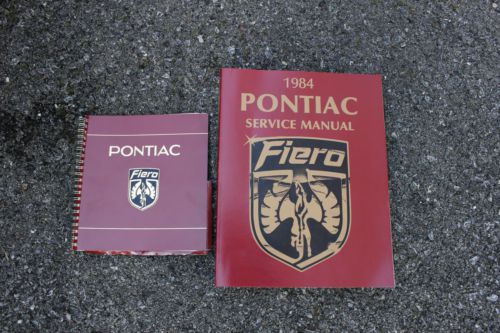 PONTIAC
Fiero
1984
PONTIAC
SERVICE MANUAL
Fiero